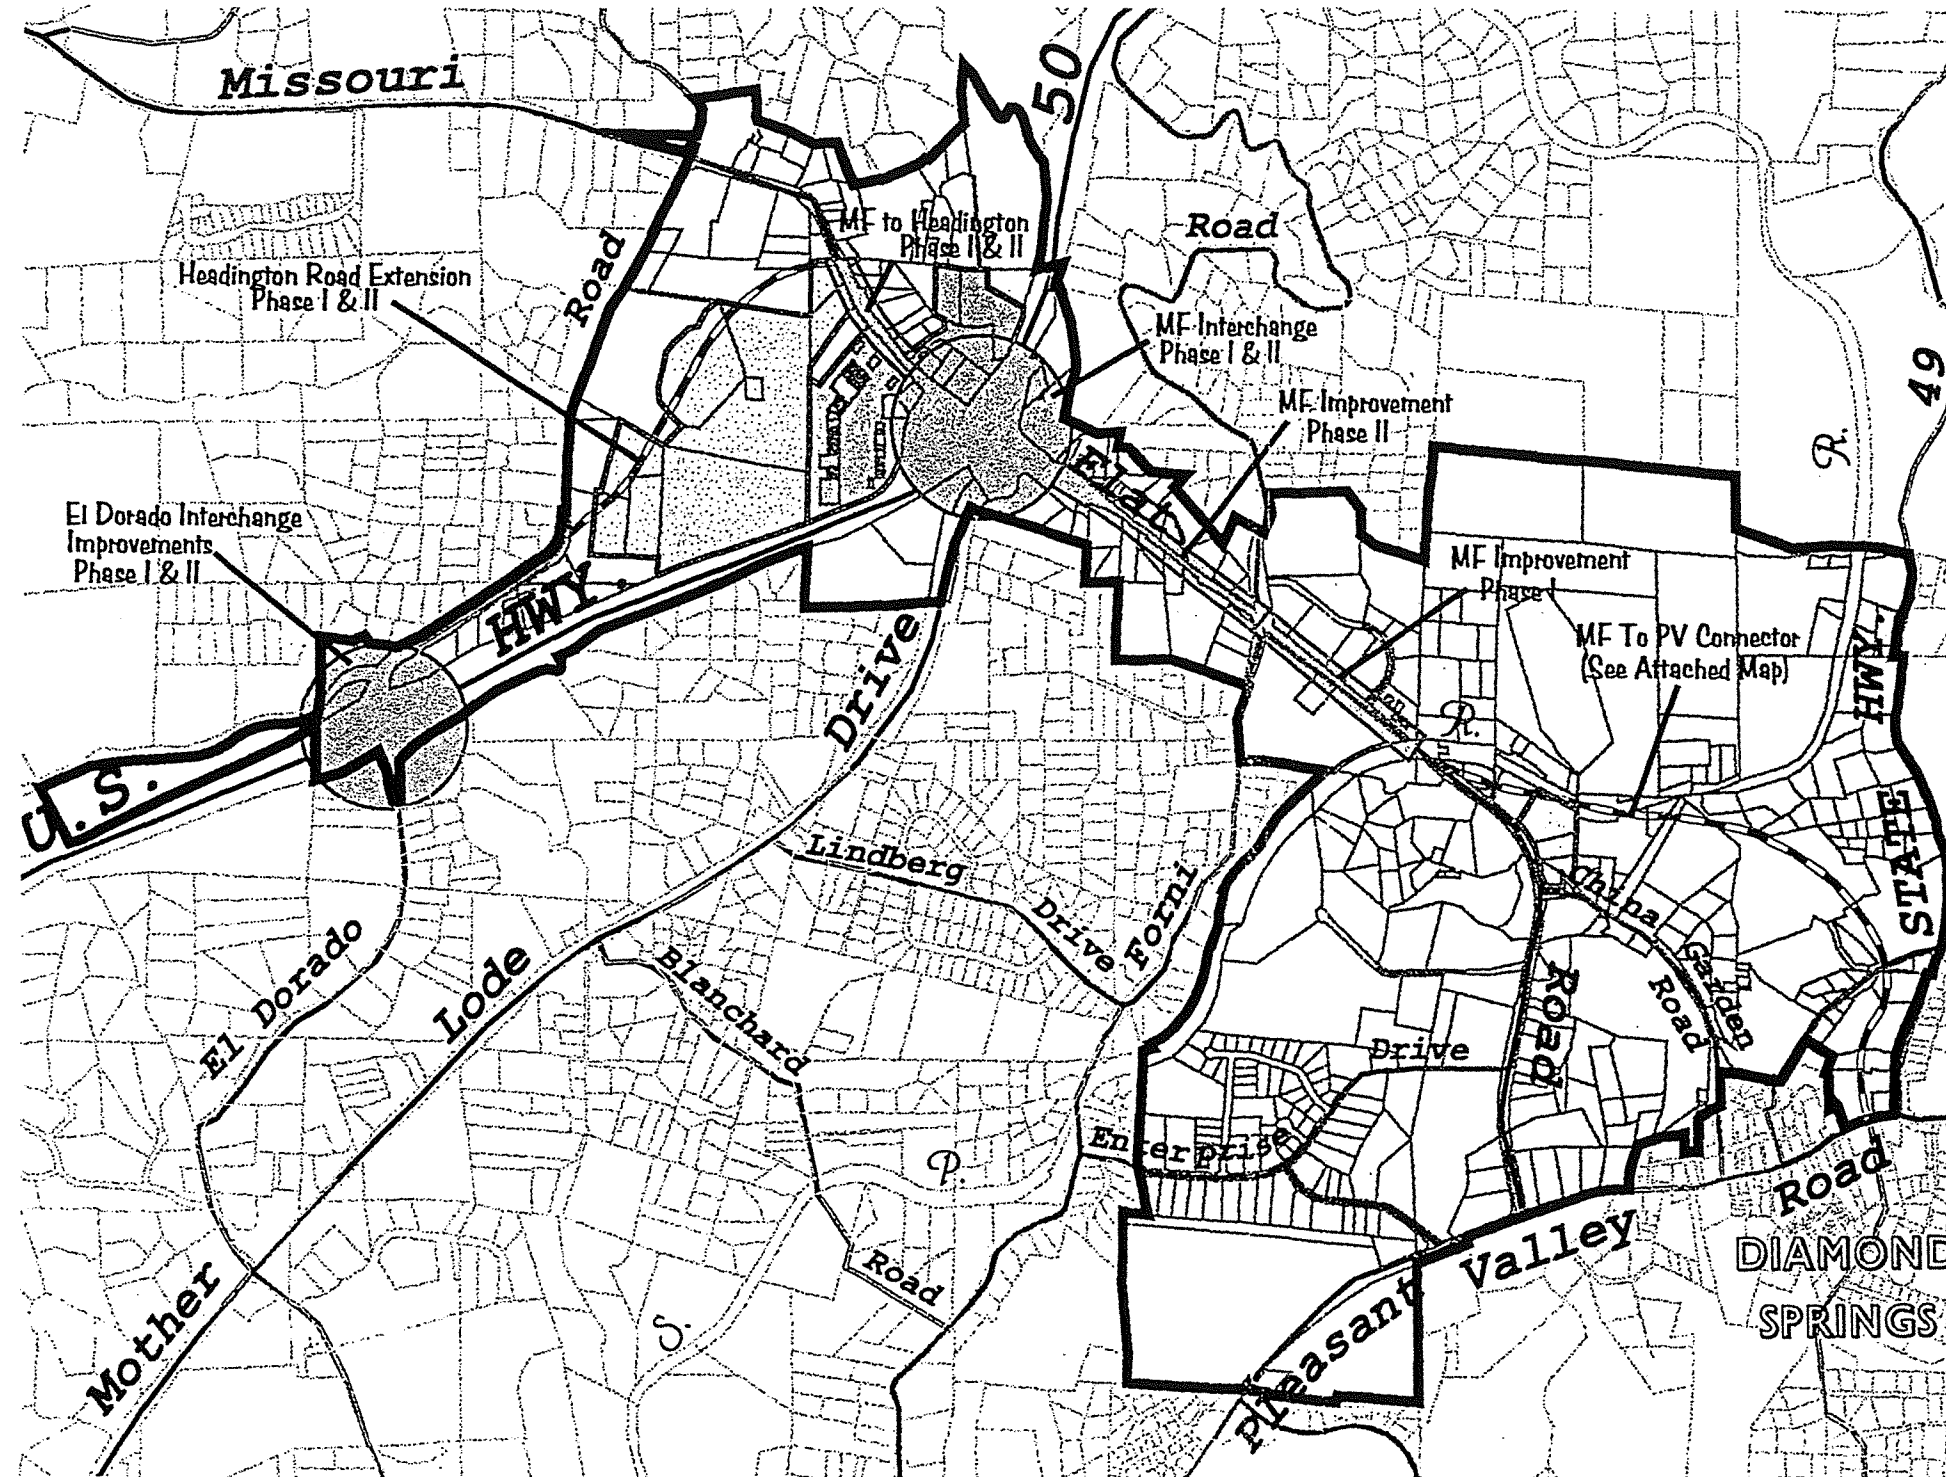 Missouri
50
MF to Headington
Phase I & II
Road
Headington Road Extension
Phase I & II
Road
MF Interchange
Phase I & II
49
MF Improvement
Phase II
R.
Flat
El Dorado Interchange
Improvements
Phase I & II
MF Improvement
Phase I
HWY.
MF To PV Connector
(See Attached Map)
HWY.
Drive
R.
U.S.
STATE
Lindberg
Drive
Forni
China
Garden
Road
El Dorado
Lode
Blanchard
Road
Drive
Enterprise
P.
Road
Valley
DIAMOND
SPRINGS
Road
Mother
S.
Pleasant